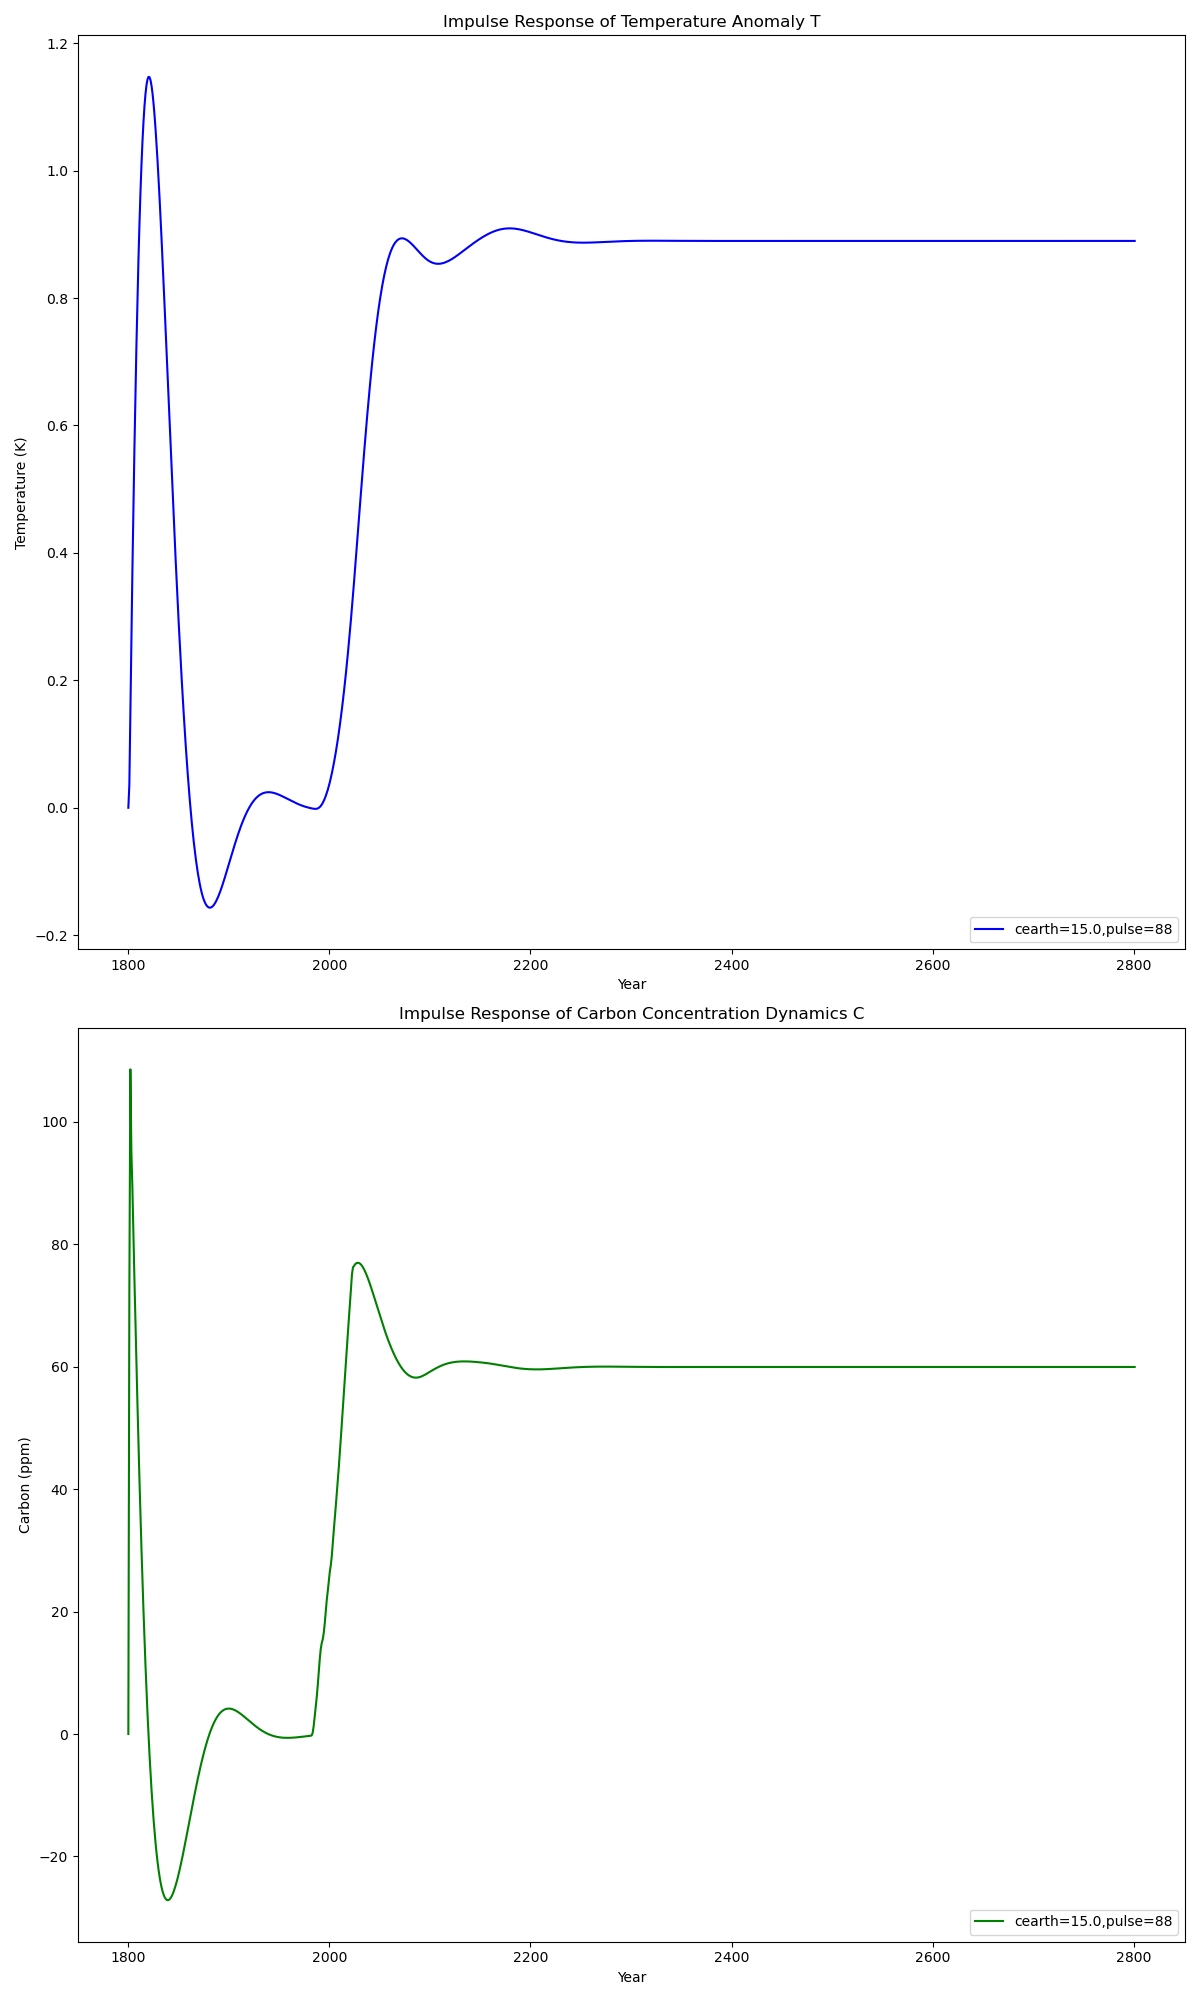 Impulse Response of Temperature Anomaly T
1.2
1.0
0.8
0.6
0.4
0.2
0.0
−0.2
Temperature (K)
cearth=15.0,pulse=88
1800 2000 2200 2400 2600 2800
Year
Impulse Response of Carbon Concentration Dynamics C
100
80
60
40
20
0
−20
Carbon (ppm)
cearth=15.0,pulse=88
1800 2000 2200 2400 2600 2800
Year